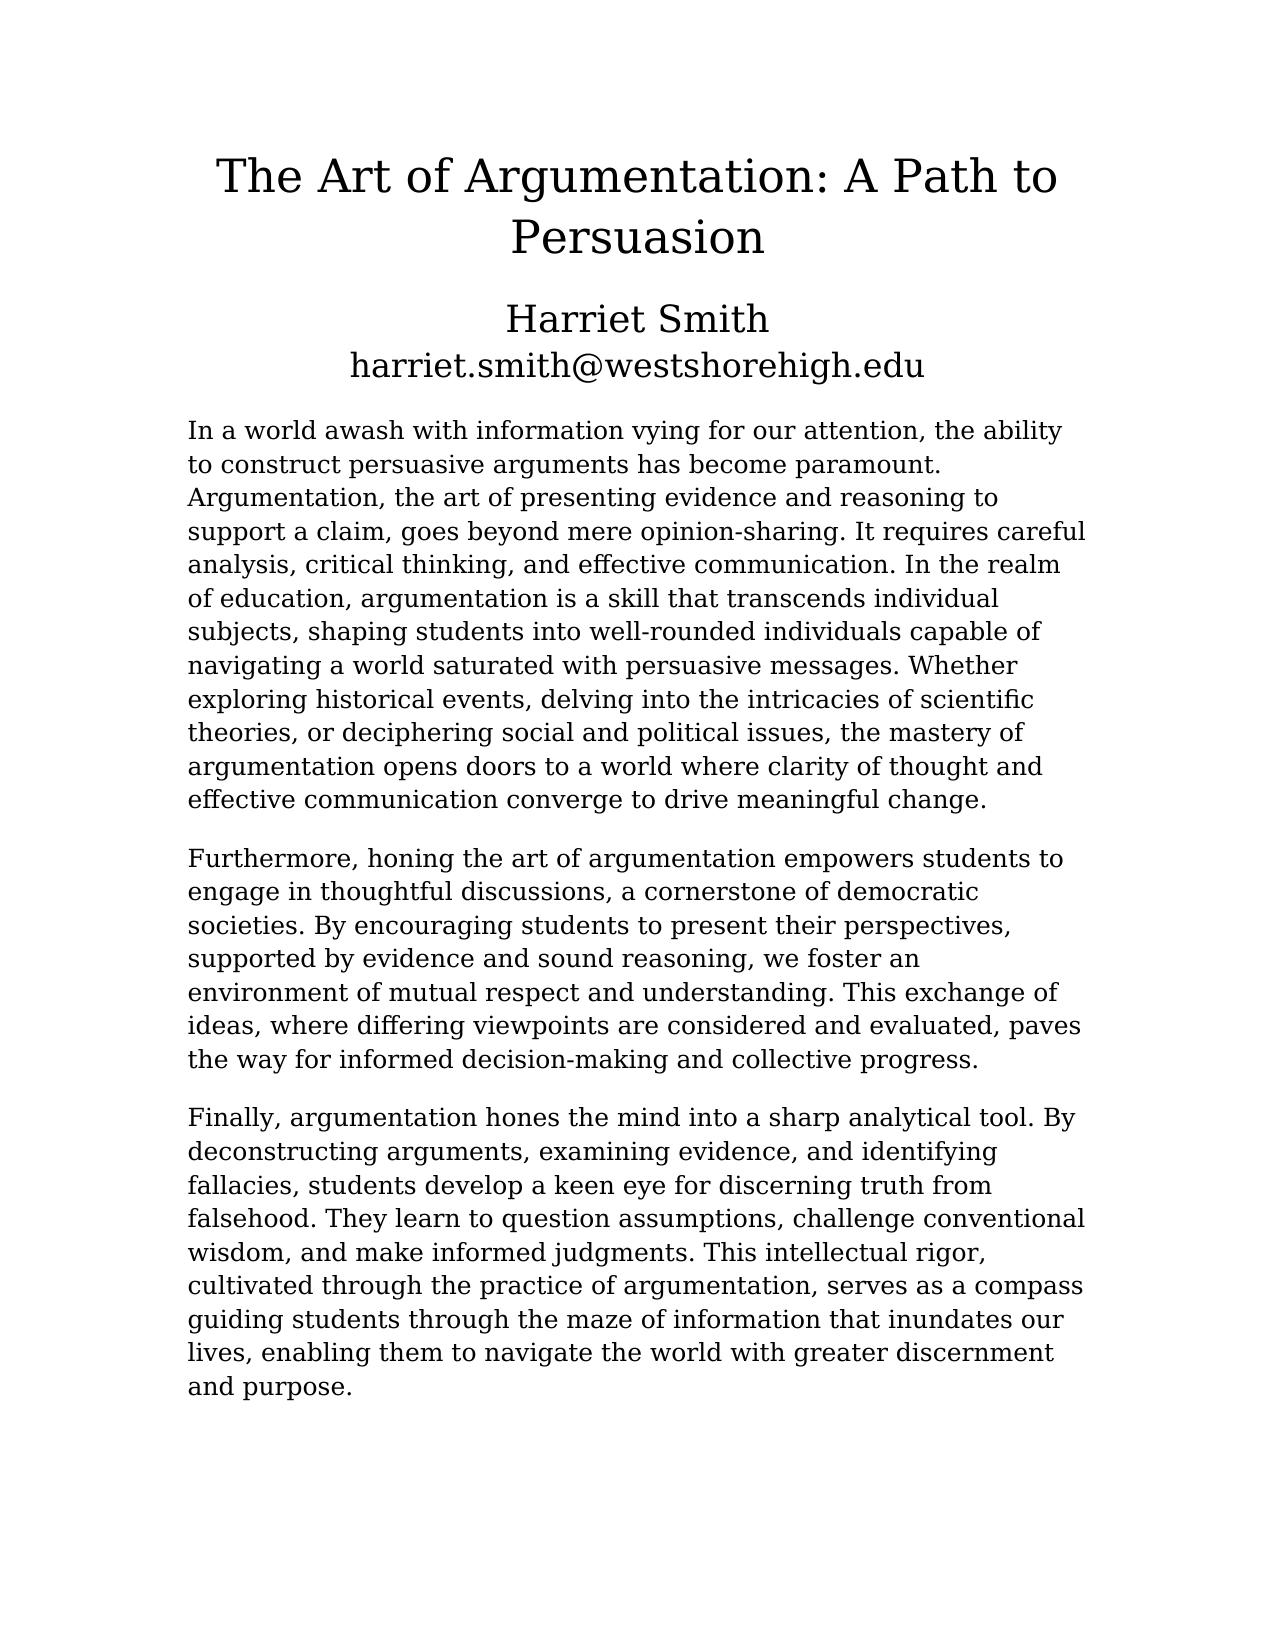 The Art of Argumentation: A Path to
Persuasion
Harriet Smith
harriet.smith@westshorehigh.edu
In a world awash with information vying for our attention, the ability
to construct persuasive arguments has become paramount.
Argumentation, the art of presenting evidence and reasoning to
support a claim, goes beyond mere opinion-sharing. It requires careful
analysis, critical thinking, and effective communication. In the realm
of education, argumentation is a skill that transcends individual
subjects, shaping students into well-rounded individuals capable of
navigating a world saturated with persuasive messages. Whether
exploring historical events, delving into the intricacies of scientific
theories, or deciphering social and political issues, the mastery of
argumentation opens doors to a world where clarity of thought and
effective communication converge to drive meaningful change.
Furthermore, honing the art of argumentation empowers students to
engage in thoughtful discussions, a cornerstone of democratic
societies. By encouraging students to present their perspectives,
supported by evidence and sound reasoning, we foster an
environment of mutual respect and understanding. This exchange of
ideas, where differing viewpoints are considered and evaluated, paves
the way for informed decision-making and collective progress.
Finally, argumentation hones the mind into a sharp analytical tool. By
deconstructing arguments, examining evidence, and identifying
fallacies, students develop a keen eye for discerning truth from
falsehood. They learn to question assumptions, challenge conventional
wisdom, and make informed judgments. This intellectual rigor,
cultivated through the practice of argumentation, serves as a compass
guiding students through the maze of information that inundates our
lives, enabling them to navigate the world with greater discernment
and purpose.